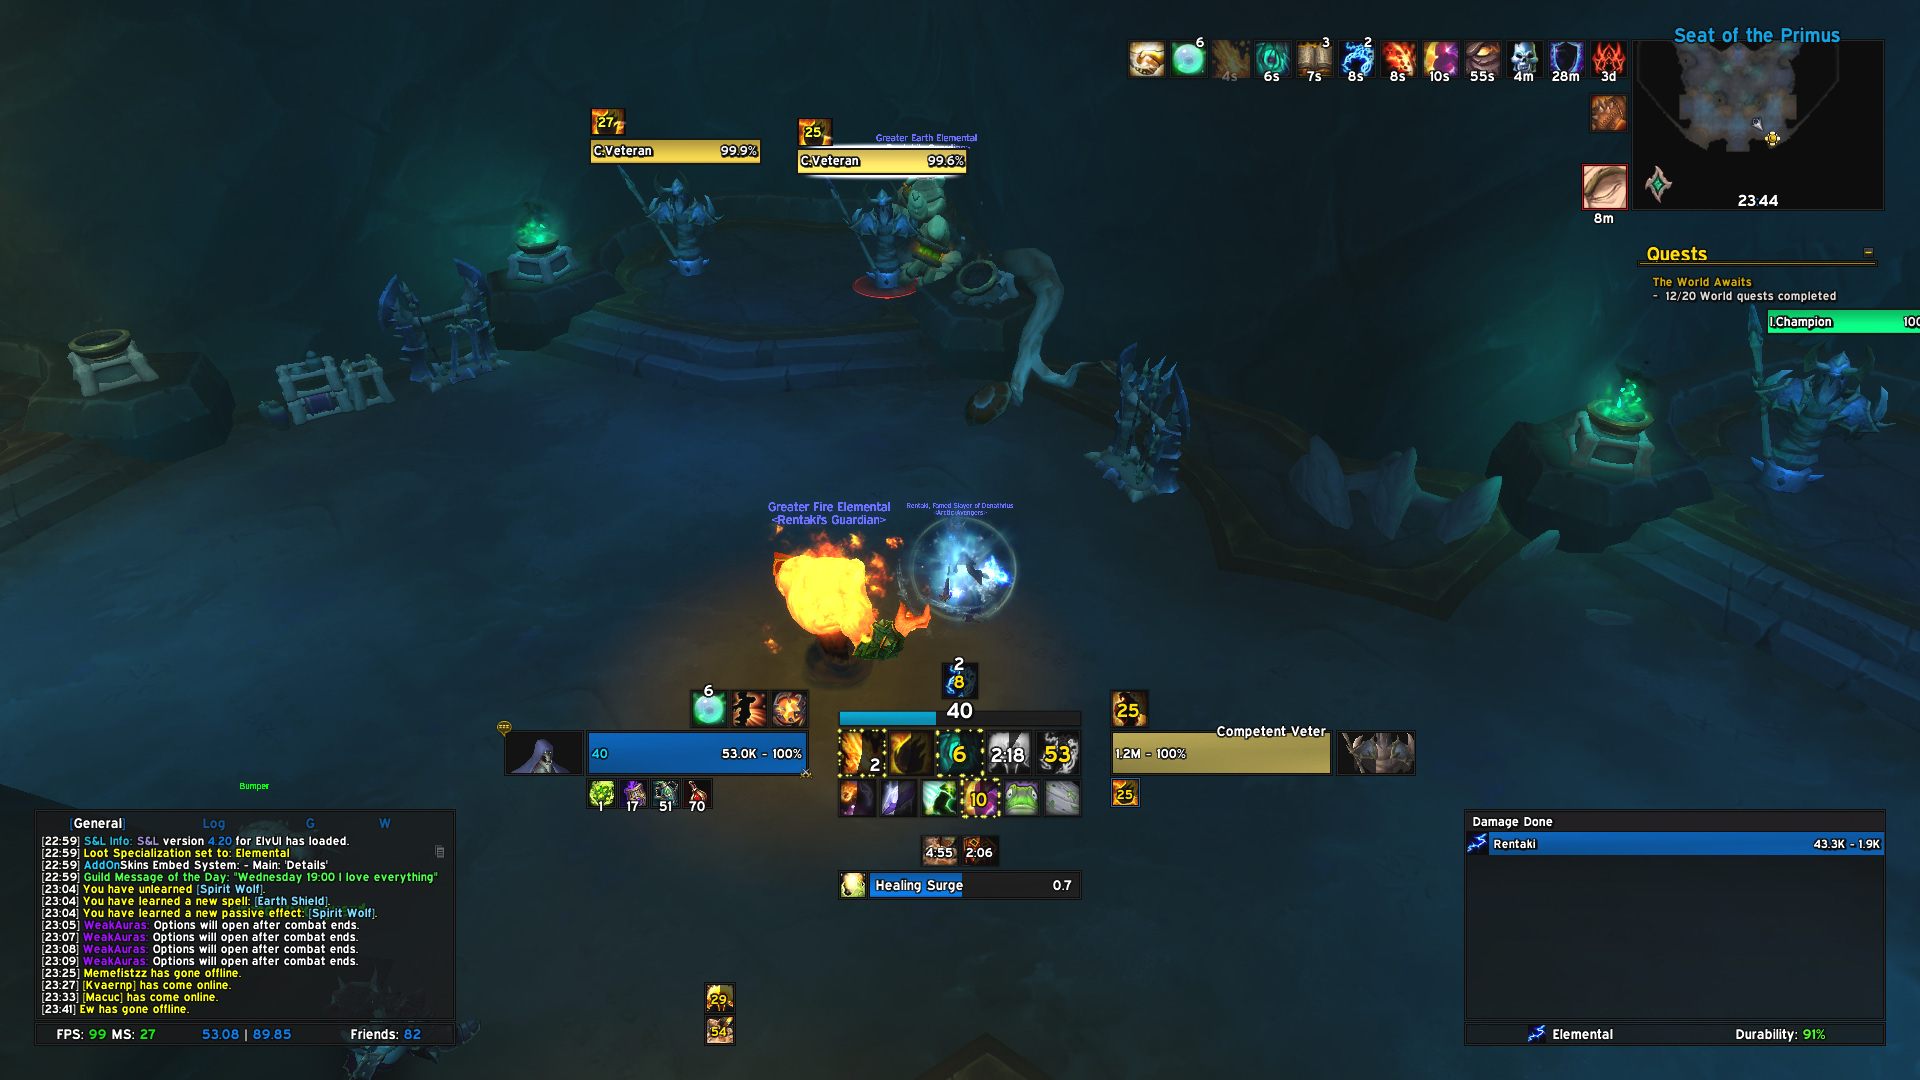 Seat of the Primus
6
3
2
4s
6s
7s
8s
8s
10s
55s
4m
28m
3d
8m
23:44
27
C.Veteran 99.9%
25
Greater Earth Elemental
C.Veteran 99.6%
Quests
The World Awaits
- 12/20 World quests completed
I.Champion 100
Greater Fire Elemental
<Rentaki's Guardian>
Rentaki, Famed Slayer of Denathrius
<Arctic Avengers>
2
8
40
6
25
Competent Veter
40 53.0K - 100%
2
6
2:18
53
1.2M - 100%
1
17
51
70
10
25
4:55
2:06
Healing Surge 0.7
Bumper
[General] Log G W
[22:59] S&L Info: S&L version 4.20 for ElvUI has loaded.
[22:59] Loot Specialization set to: Elemental
[22:59] AddOnSkins Embed System: - Main: 'Details'
[22:59] Guild Message of the Day: "Wednesday 19:00 I love everything"
[23:04] You have unlearned [Spirit Wolf].
[23:04] You have learned a new spell: [Earth Shield].
[23:04] You have learned a new passive effect: [Spirit Wolf].
[23:05] WeakAuras: Options will open after combat ends.
[23:07] WeakAuras: Options will open after combat ends.
[23:08] WeakAuras: Options will open after combat ends.
[23:09] WeakAuras: Options will open after combat ends.
[23:25] Memefistzz has gone offline.
[23:27] [Kvaernp] has come online.
[23:33] [Macuc] has come online.
[23:41] Ew has gone offline.
FPS: 99 MS: 27 53.08 | 89.85 Friends: 82
29
54
Damage Done
Rentaki 43.3K - 1.9K
Elemental Durability: 91%